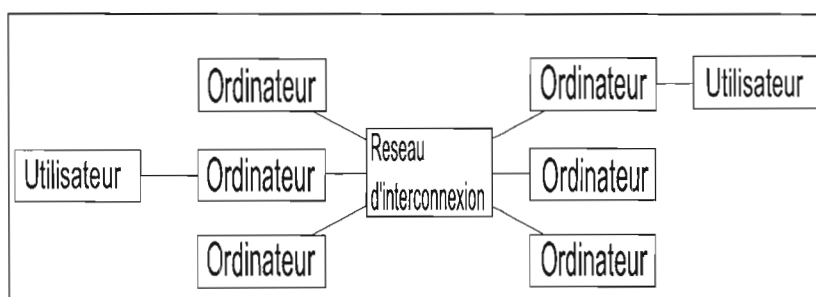 Ordinateur
Ordinateur
Utilisateur
Reseau
d'interconnexion
Utilisateur
Ordinateur
Ordinateur
Ordinateur
Ordinateur